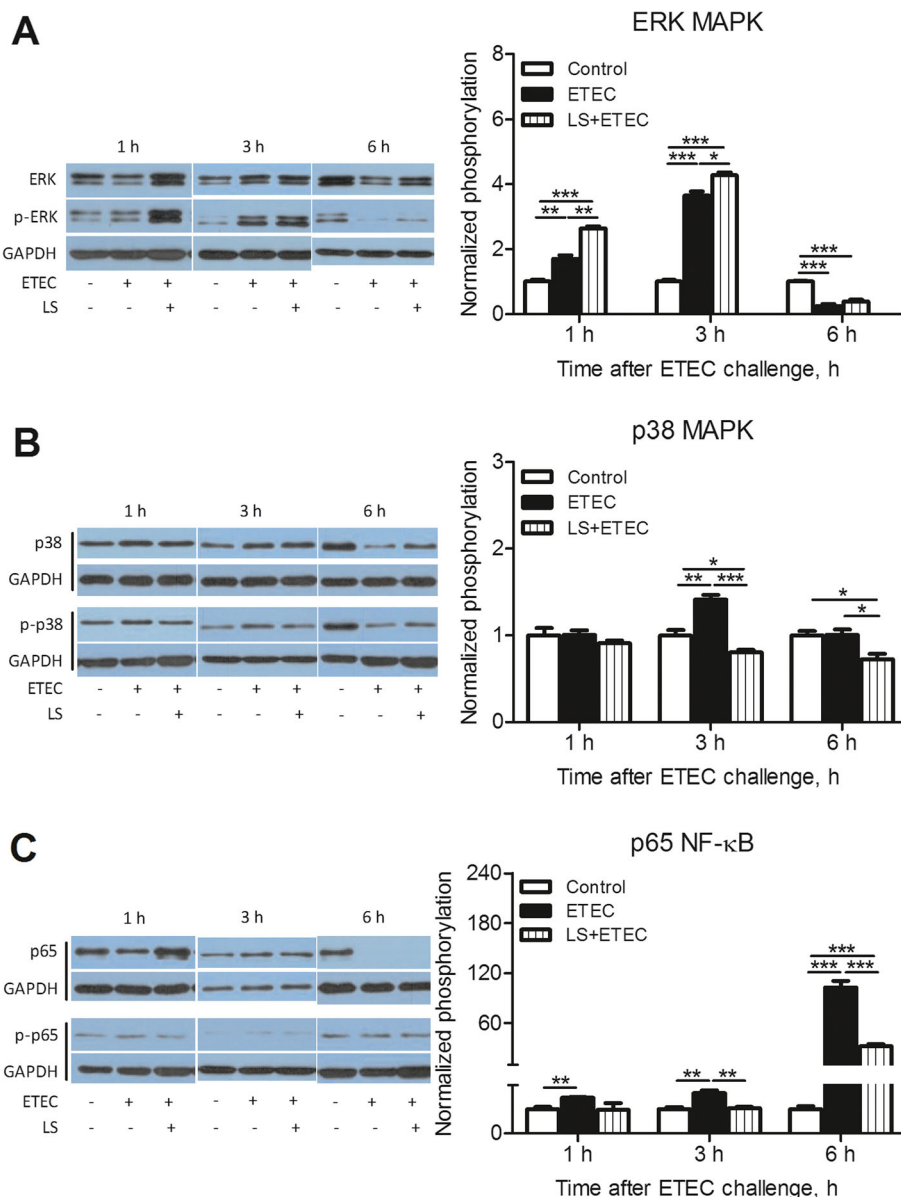 A
1 h 3 h 6 h
ERK
p-ERK
GAPDH
ETEC - + + - + + - + +
LS - - + - - + - - +
ERK MAPK
Normalized phosphorylation
8
6
4
2
0
Control
ETEC
LS+ETEC
*** *** ***
** ** *** * ***
1 h 3 h 6 h
Time after ETEC challenge, h
B
1 h 3 h 6 h
p38
GAPDH
p-p38
GAPDH
ETEC - + + - + + - + +
LS - - + - - + - - +
p38 MAPK
Normalized phosphorylation
3
2
1
0
Control
ETEC
LS+ETEC
* *
** *** *
1 h 3 h 6 h
Time after ETEC challenge, h
C
1 h 3 h 6 h
p65
GAPDH
p-p65
GAPDH
ETEC - + + - + + - + +
LS - - + - - + - - +
p65 NF-κB
Normalized phosphorylation
240
180
120
60
0
Control
ETEC
LS+ETEC
***
** ** ** *** ***
1 h 3 h 6 h
Time after ETEC challenge, h